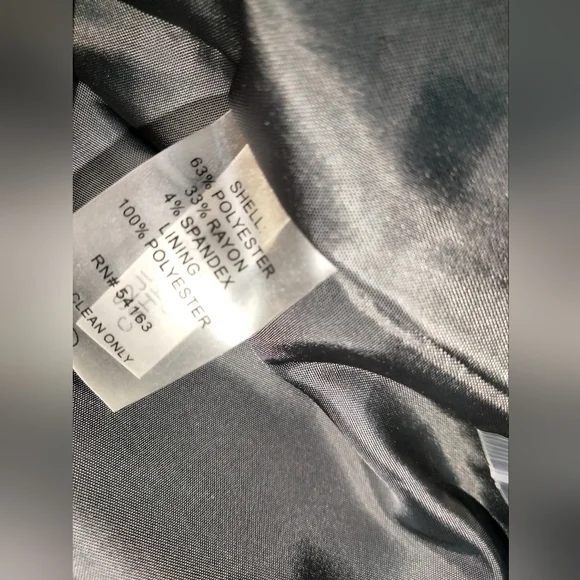 SHELL:
63% POLYESTER
33% RAYON
4% SPANDEX
LINING
100% POLYESTER
RN# 54163
CLEAN ONLY